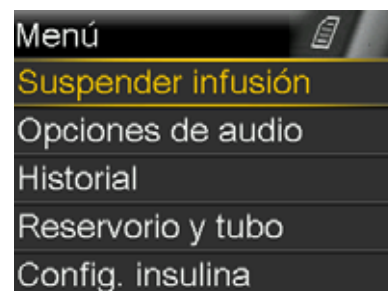 Menú
Suspender infusión
Opciones de audio
Historial
Reservorio y tubo
Config. insulina